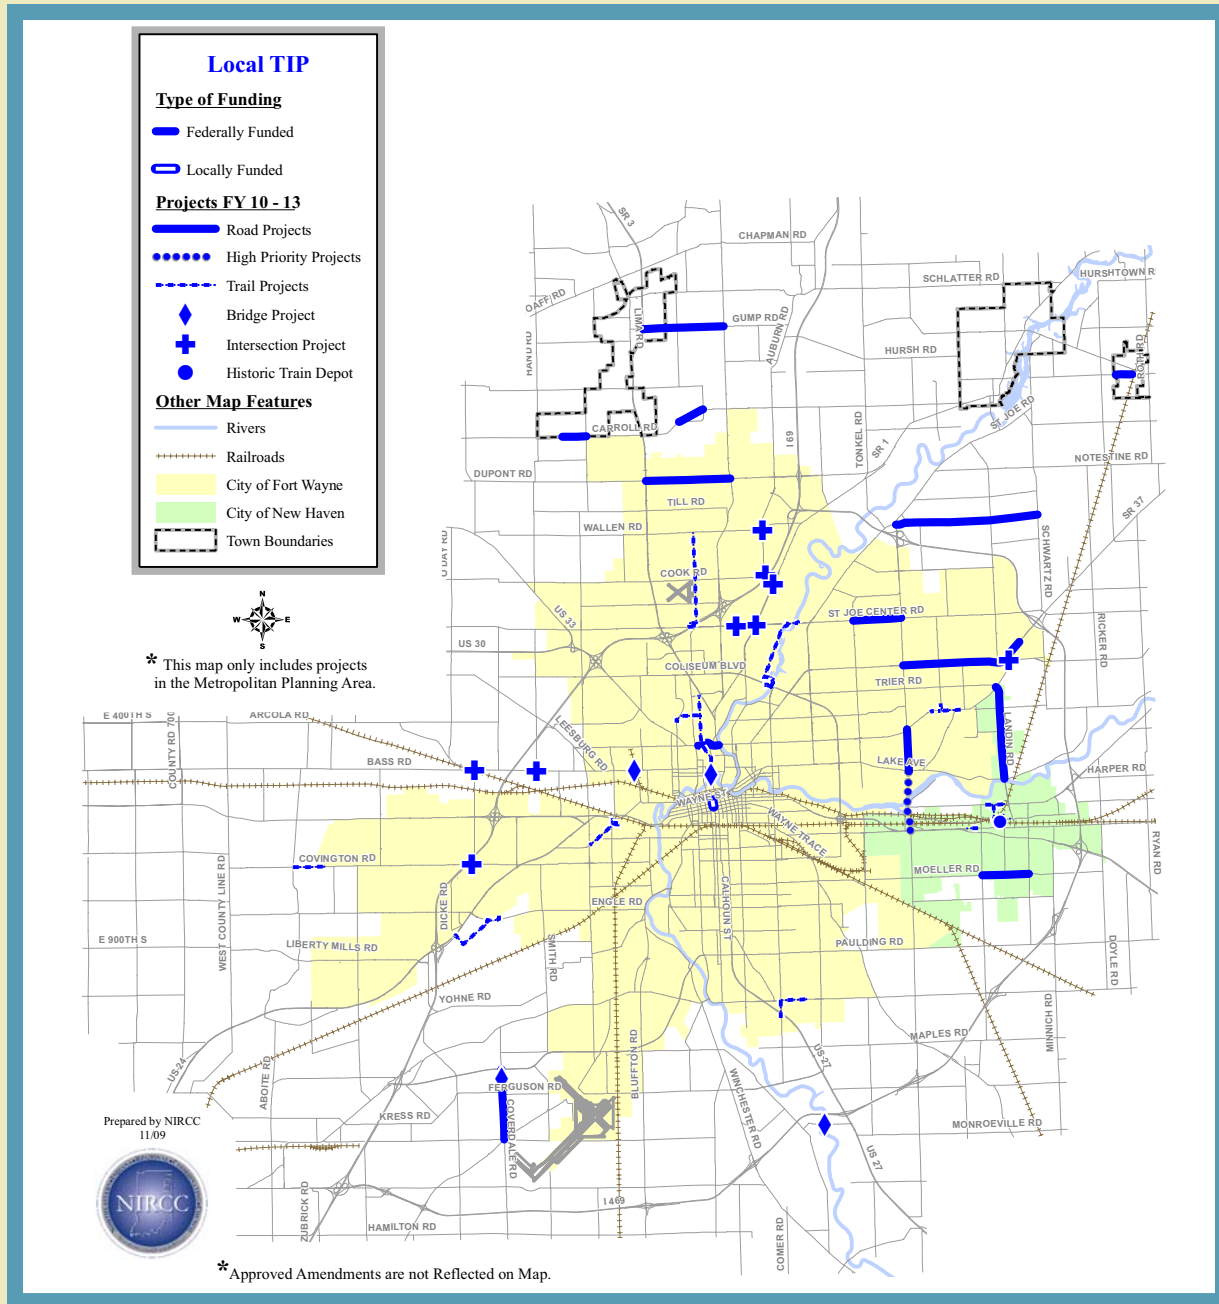 Local TIP
Type of Funding
Federally Funded
Locally Funded
Projects FY 10 - 13
Road Projects
High Priority Projects
Trail Projects
Bridge Project
Intersection Project
Historic Train Depot
Other Map Features
Rivers
Railroads
City of Fort Wayne
City of New Haven
Town Boundaries
N
W E
S
* This map only includes projects
in the Metropolitan Planning Area.
SR 3
CHAPMAN RD
SCHLATTER RD
HURSHTOWN R
OAFF RD
LIMA RD
GUMP RD
AUBURN RD
HAND RD
HURSH RD
ROTH RD
CARROLL RD
ST JOE RD
I 69
TONKEL RD
SR 1
DUPONT RD
NOTESTINE RD
TILL RD
SR 37
WALLEN RD
O DAY RD
SCHWARTZ RD
COOK RD
US 33
ST JOE CENTER RD
RICKER RD
US 30
COLISEUM BLVD
TRIER RD
E 400TH S
COUNTY RD 700
ARCOLA RD
LEESBURG RD
LANDIN RD
BASS RD
LAKE AVE
HARPER RD
WAYNE ST
WAYNE TRACE
RYAN RD
COVINGTON RD
MOELLER RD
WEST COUNTY LINE RD
DICKE RD
ENGLE RD
CALHOUN ST
E 900TH S
LIBERTY MILLS RD
SMITH RD
PAULDING RD
DOYLE RD
YOHNE RD
MINNICH RD
US-24
ABOITE RD
BLUFFTON RD
US-27
MAPLES RD
WINCHESTER RD
FERGUSON RD
COVERDALE RD
KRESS RD
MONROEVILLE RD
US 27
Prepared by NIRCC
11/09
NIRCC
ZUBRICK RD
I 469
HAMILTON RD
COMER RD
*Approved Amendments are not Reflected on Map.